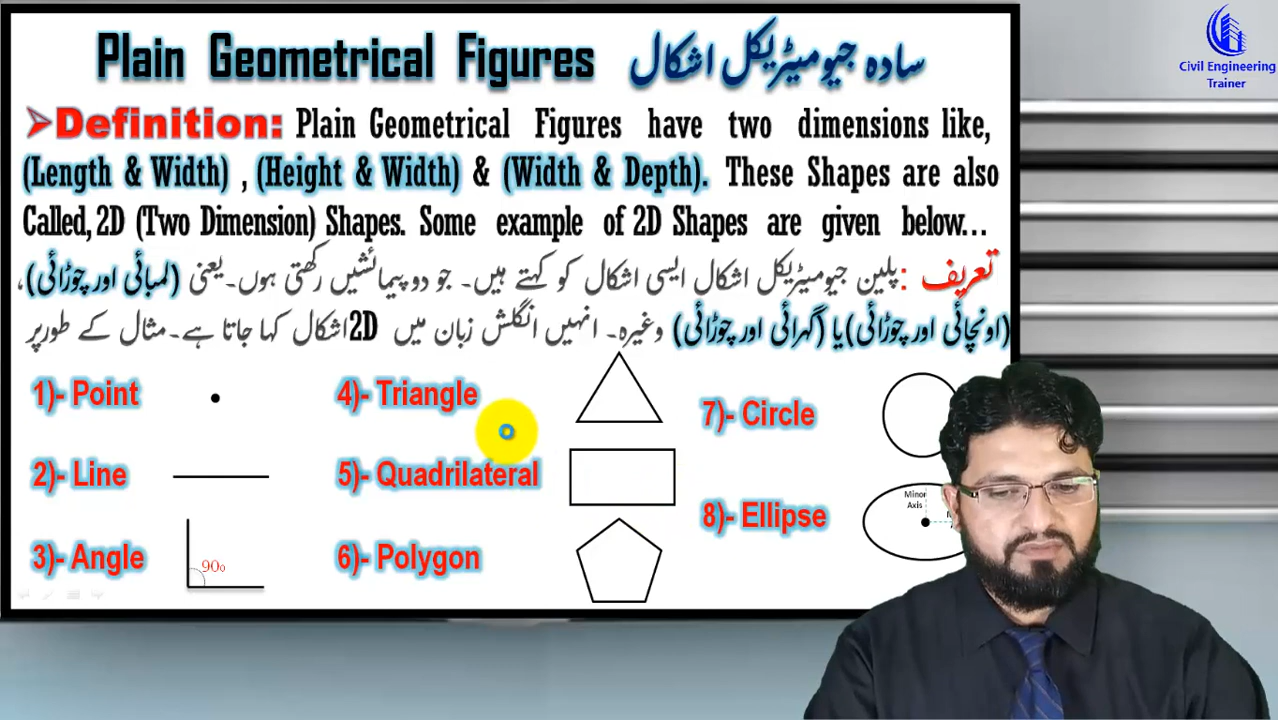 Plain Geometrical Figures سادہ جیومیٹریکل اشکال
Civil Engineering
Trainer
➢Definition: Plain Geometrical Figures have two dimensions like,
(Length & Width) , (Height & Width) & (Width & Depth). These Shapes are also
Called, 2D (Two Dimension) Shapes. Some example of 2D Shapes are given below...
تعریف : پلین جیومیٹریکل اشکال ایسی اشکال کو کہتے ہیں۔ جو دو پیمائشیں رکھتی ہوں۔ یعنی (لمبائی اور چوڑائی)،
(اونچائی اور چوڑائی) یا (گہرائی اور چوڑائی) وغیرہ۔ انہیں انگلش زبان میں 2D اشکال کہا جاتا ہے۔ مثال کے طور پر
1)- Point
2)- Line
3)- Angle
90o
4)- Triangle
5)- Quadrilateral
6)- Polygon
7)- Circle
8)- Ellipse
Minor
Axis